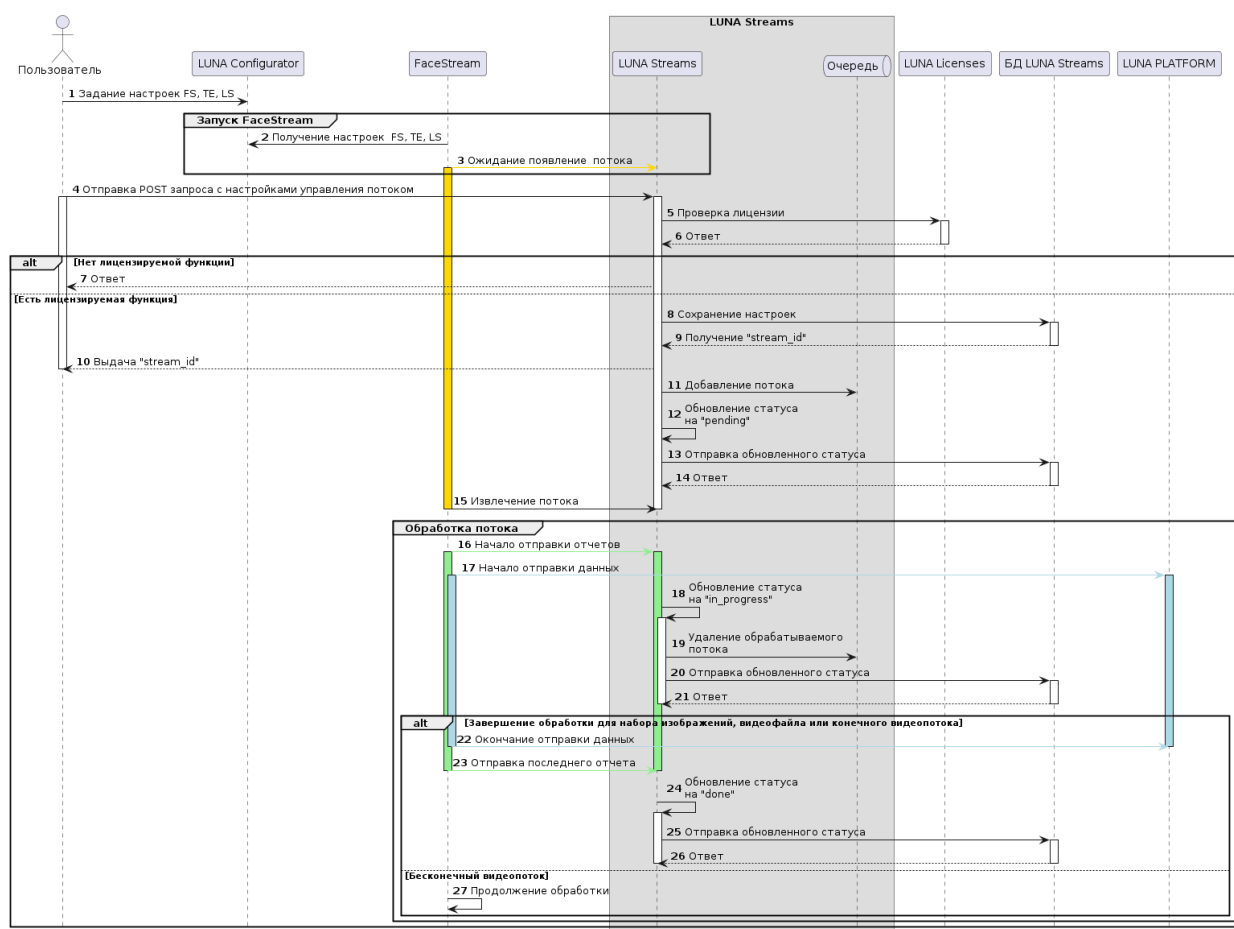 LUNA Streams
Пользователь
LUNA Configurator
FaceStream
LUNA Streams
Очередь
LUNA Licenses
БД LUNA Streams
LUNA PLATFORM
1 Задание настроек FS, TE, LS
Запуск FaceStream
2 Получение настроек FS, TE, LS
3 Ожидание появление потока
4 Отправка POST запроса с настройками управления потоком
5 Проверка лицензии
6 Ответ
alt [Нет лицензируемой функции]
7 Ответ
[Есть лицензируемая функция]
8 Сохранение настроек
9 Получение "stream_id"
10 Выдача "stream_id"
11 Добавление потока
12 Обновление статуса
на "pending"
13 Отправка обновленного статуса
14 Ответ
15 Извлечение потока
Обработка потока
16 Начало отправки отчетов
17 Начало отправки данных
18 Обновление статуса
на "in_progress"
19 Удаление обрабатываемого
потока
20 Отправка обновленного статуса
21 Ответ
alt [Завершение обработки для набора изображений, видеофайла или конечного видеопотока]
22 Окончание отправки данных
23 Отправка последнего отчета
24 Обновление статуса
на "done"
25 Отправка обновленного статуса
26 Ответ
[Бесконечный видеопоток]
27 Продолжение обработки